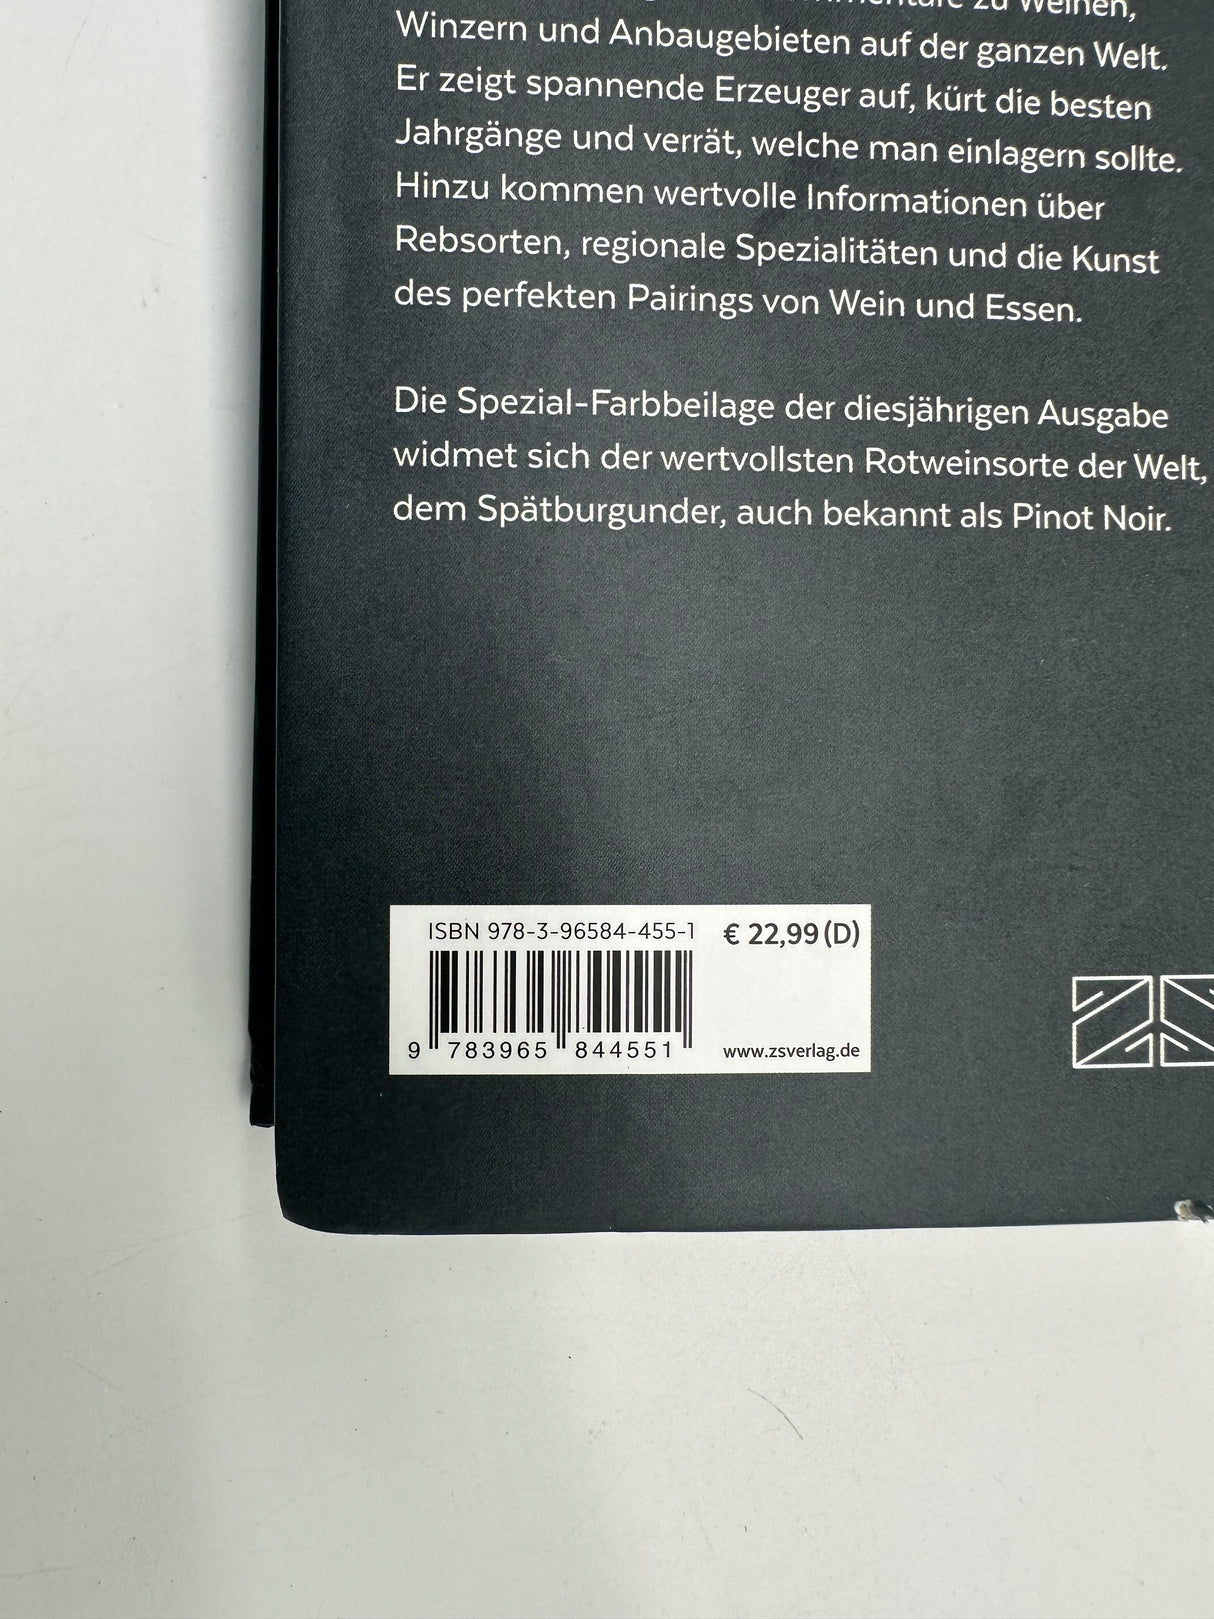 zu Weinen,
Winzern und Anbaugebieten auf der ganzen Welt.
Er zeigt spannende Erzeuger auf, kürt die besten
Jahrgänge und verrät, welche man einlagern sollte.
Hinzu kommen wertvolle Informationen über
Rebsorten, regionale Spezialitäten und die Kunst
des perfekten Pairings von Wein und Essen.
Die Spezial-Farbbeilage der diesjährigen Ausgabe
widmet sich der wertvollsten Rotweinsorte der Welt,
dem Spätburgunder, auch bekannt als Pinot Noir.
ISBN 978-3-96584-455-1 € 22,99 (D)
9 783965 844551 www.zsverlag.de
ZS